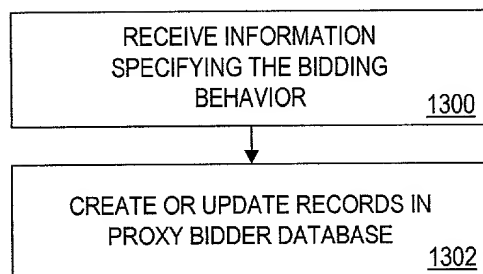 RECEIVE INFORMATION
SPECIFYING THE BIDDING
BEHAVIOR
1300
CREATE OR UPDATE RECORDS IN
PROXY BIDDER DATABASE
1302